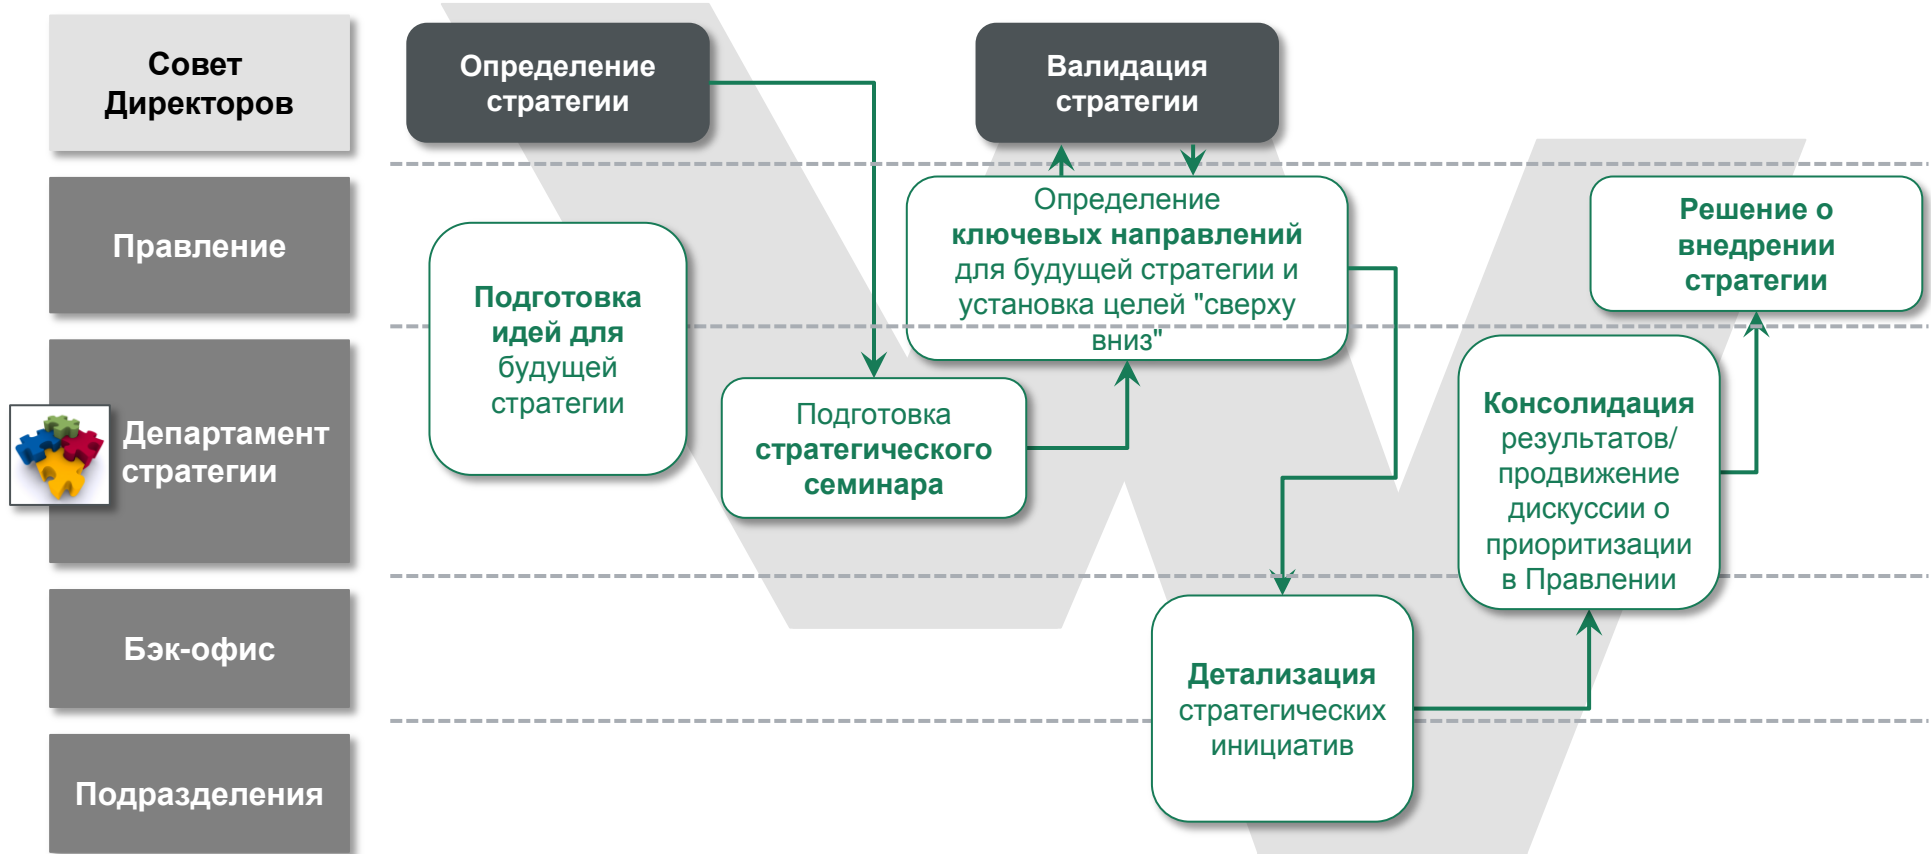 Совет
Директоров
Определение
стратегии
Валидация
стратегии
Правление
Подготовка
идей для
будущей
стратегии
Определение
ключевых направлений
для будущей стратегии и
установка целей "сверху
вниз"
Решение о
внедрении
стратегии
Департамент
стратегии
Подготовка
стратегического
семинара
Консолидация
результатов/
продвижение
дискуссии о
приоритизации
в Правлении
Бэк-офис
Детализация
стратегических
инициатив
Подразделения